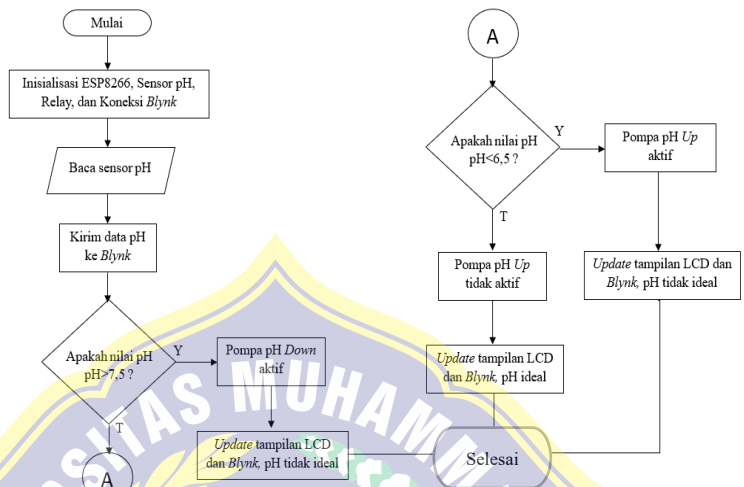 Mulai
Inisialisasi ESP8266, Sensor pH,
Relay, dan Koneksi Blynk
Baca sensor pH
Kirim data pH
ke Blynk
Apakah nilai pH
pH>7,5 ?
Y
Pompa pH Down
aktif
Update tampilan LCD
dan Blynk, pH tidak ideal
T
A
A
Apakah nilai pH
pH<6,5 ?
Y
Pompa pH Up
aktif
Update tampilan LCD dan
Blynk, pH tidak ideal
T
Pompa pH Up
tidak aktif
Update tampilan LCD
dan Blynk, pH ideal
Selesai
SITAS MUHAMM